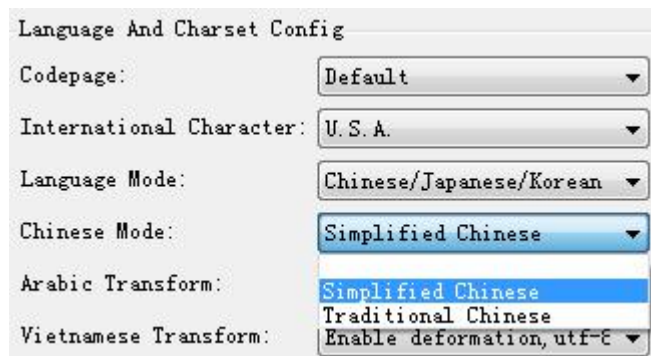 Language And Charset Config
Codepage: Default
International Character: U.S.A.
Language Mode: Chinese/Japanese/Korean
Chinese Mode: Simplified Chinese
Arabic Transform:
Simplified Chinese
Traditional Chinese
Vietnamese Transform: Enable deformation,utf-8